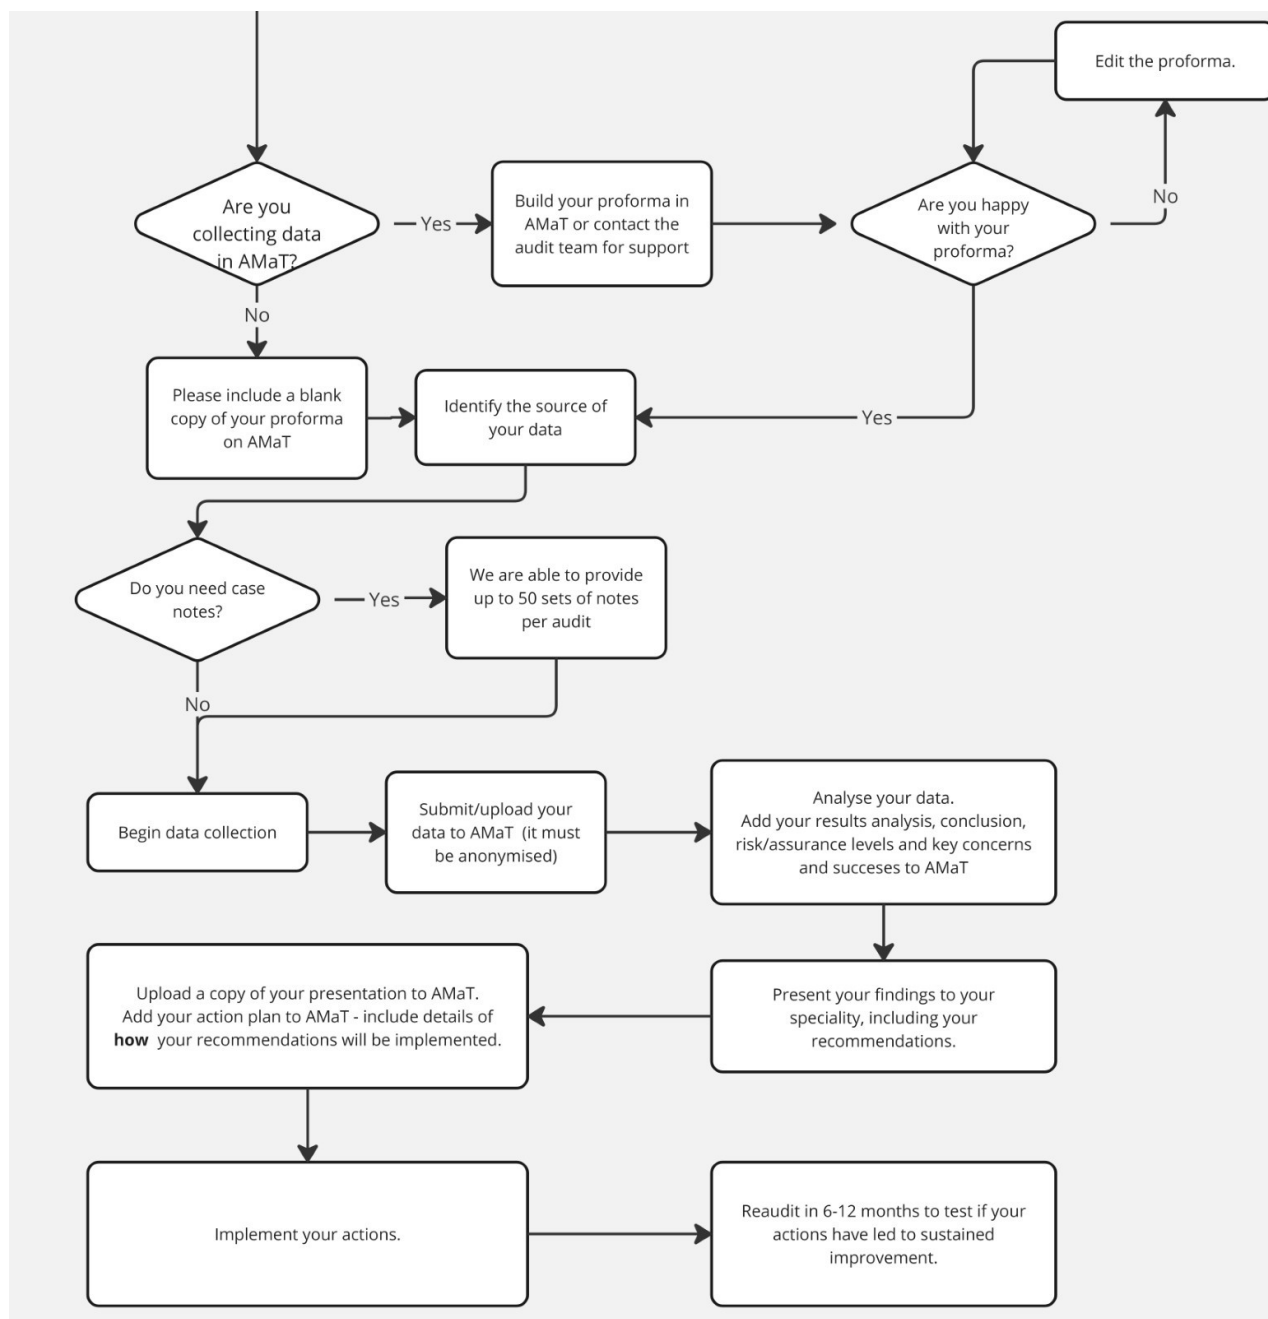 Edit the proforma.
Are you
collecting data
in AMaT?
Yes
Build your proforma in
AMaT or contact the
audit team for support
Are you happy
with your
proforma?
No
No
Please include a blank
copy of your proforma
on AMaT
Identify the source of
your data
Yes
Do you need case
notes?
Yes
We are able to provide
up to 50 sets of notes
per audit
No
Begin data collection
Submit/upload your
data to AMaT (it must
be anonymised)
Analyse your data.
Add your results analysis, conclusion,
risk/assurance levels and key concerns
and succeses to AMaT
Present your findings to your
speciality, including your
recommendations.
Upload a copy of your presentation to AMaT.
Add your action plan to AMaT - include details of
how your recommendations will be implemented.
Implement your actions.
Reaudit in 6-12 months to test if your
actions have led to sustained
improvement.